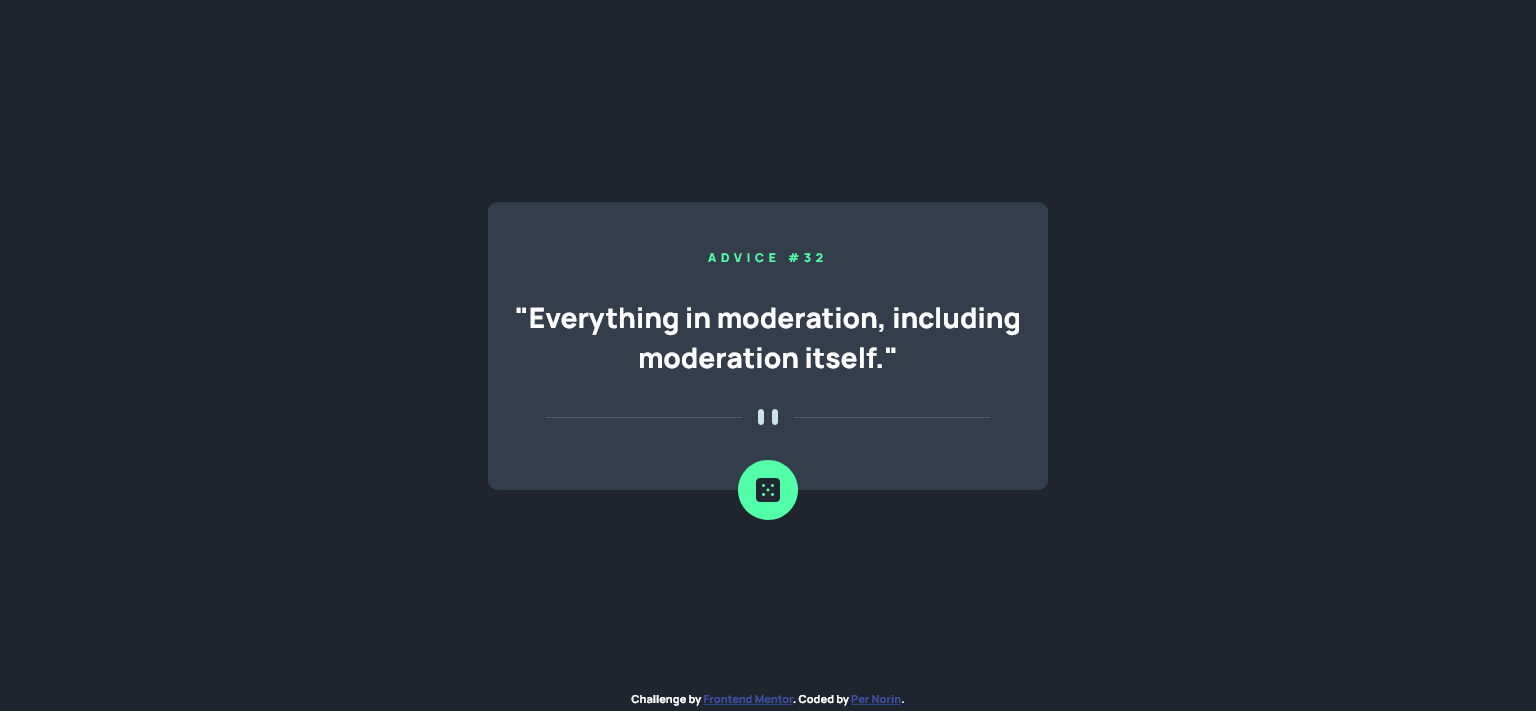 ADVICE #32
"Everything in moderation, including
moderation itself."
Challenge by Frontend Mentor. Coded by Per Norin.